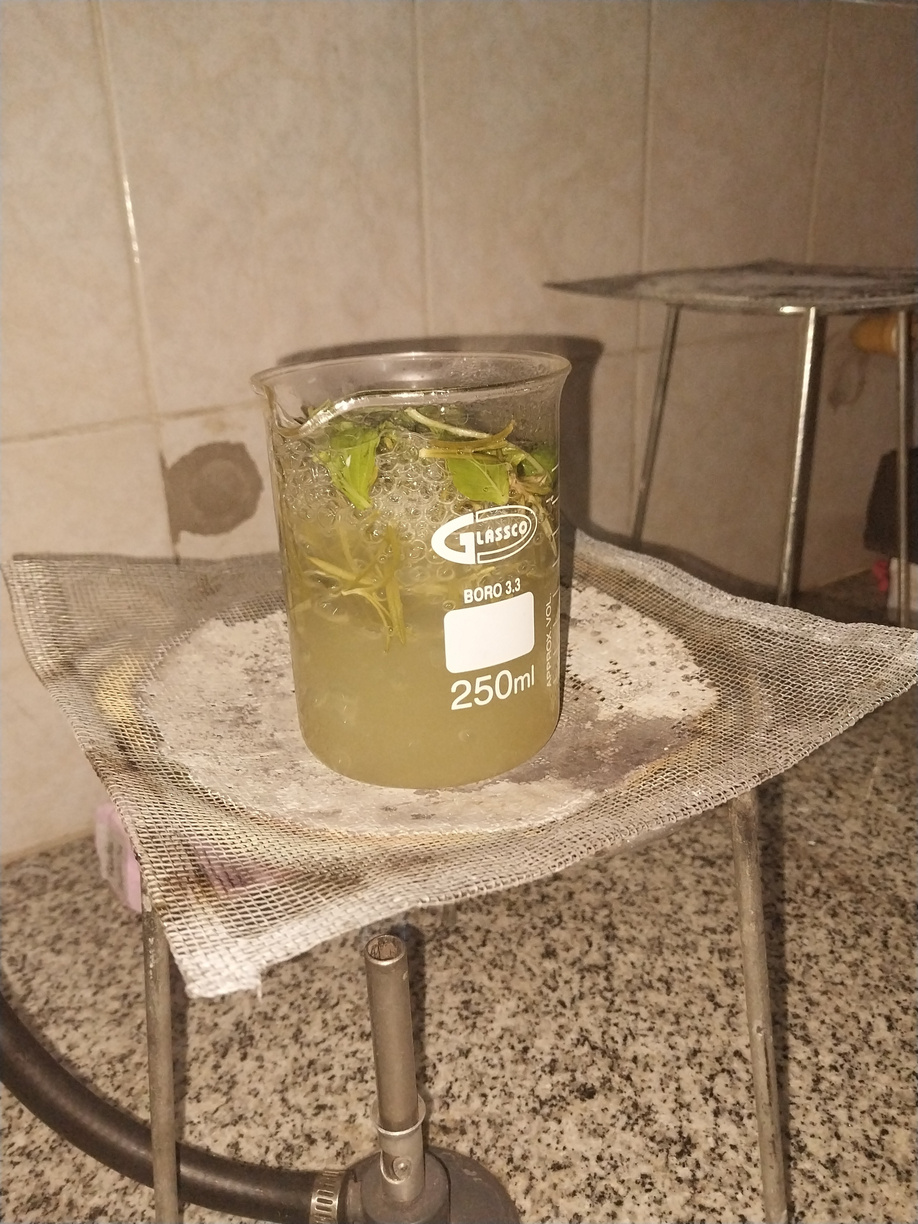 GLASSCO
BORO 3.3
250ml
APPROX. VOL.